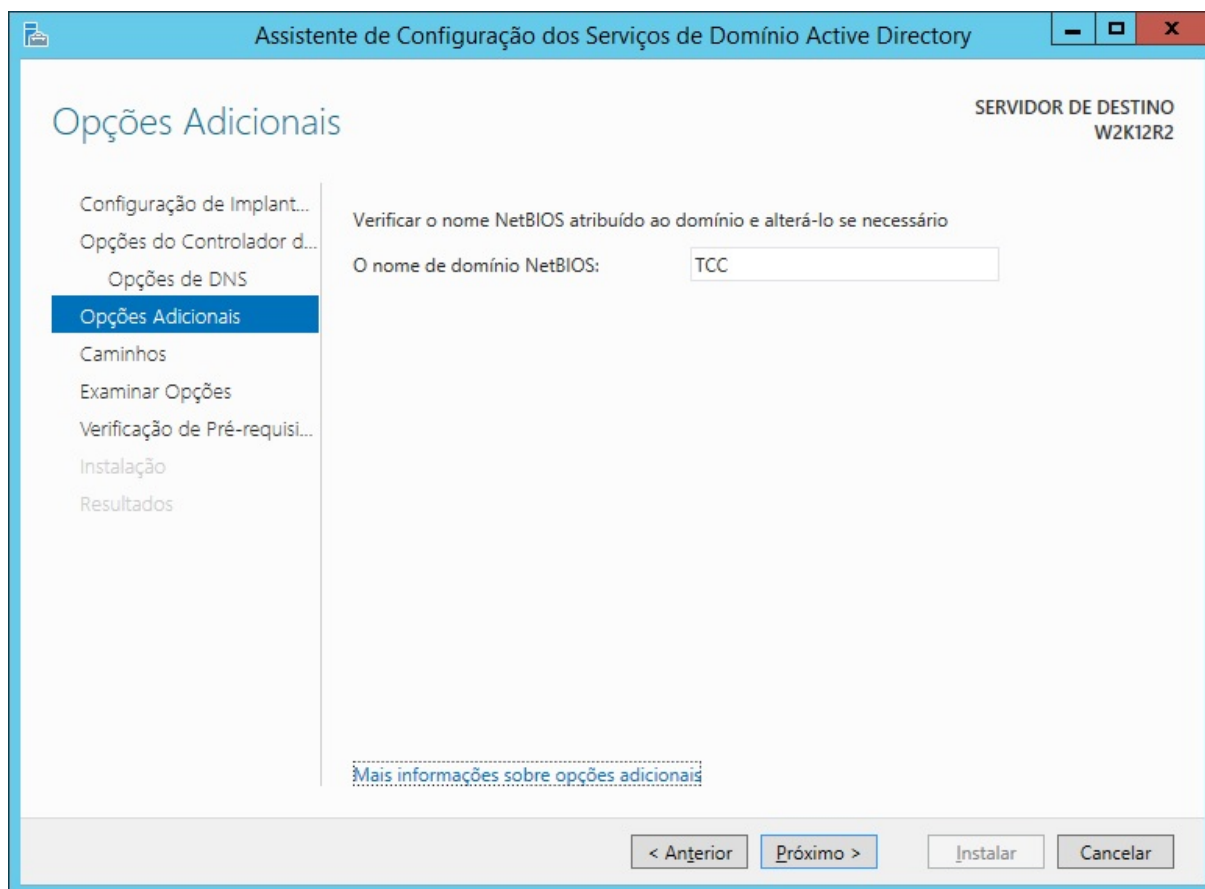 Assistente de Configuração dos Serviços de Domínio Active Directory
Opções Adicionais
SERVIDOR DE DESTINO
W2K12R2
Configuração de Implant...
Opções do Controlador d...
Opções de DNS
Opções Adicionais
Caminhos
Examinar Opções
Verificação de Pré-requisi...
Instalação
Resultados
Verificar o nome NetBIOS atribuído ao domínio e alterá-lo se necessário
O nome de domínio NetBIOS: TCC
Mais informações sobre opções adicionais
< Anterior Próximo > Instalar Cancelar